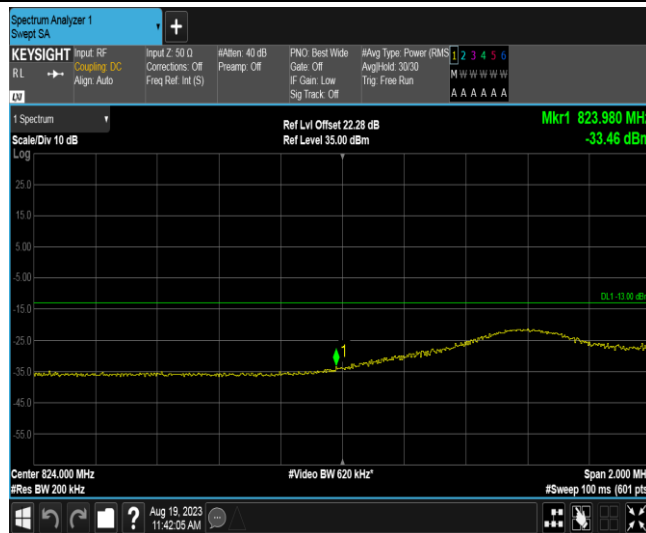 Spectrum Analyzer 1
Swept SA
+
KEYSIGHT
RL
Input: RF
Coupling: DC
Align: Auto
Input Z: 50 Ω
Corrections: Off
Freq Ref: Int (S)
#Atten: 40 dB
Preamp: Off
PNO: Best Wide
Gate: Off
IF Gain: Low
Sig Track: Off
#Avg Type: Power (RMS
Avg|Hold: 30/30
Trig: Free Run
1 2 3 4 5 6
M W W W W W
A A A A A A
1 Spectrum
Scale/Div 10 dB
Log
Ref Lvl Offset 22.28 dB
Ref Level 35.00 dBm
Mkr1 823.980 MHz
-33.46 dBm
25.0
15.0
5.00
-5.00
DL1 -13.00 dBm
-15.0
-25.0
1
-35.0
-45.0
-55.0
Center 824.000 MHz
#Res BW 200 kHz
#Video BW 620 kHz*
Span 2.000 MHz
#Sweep 100 ms (601 pts
?
Aug 19, 2023
11:42:05 AM